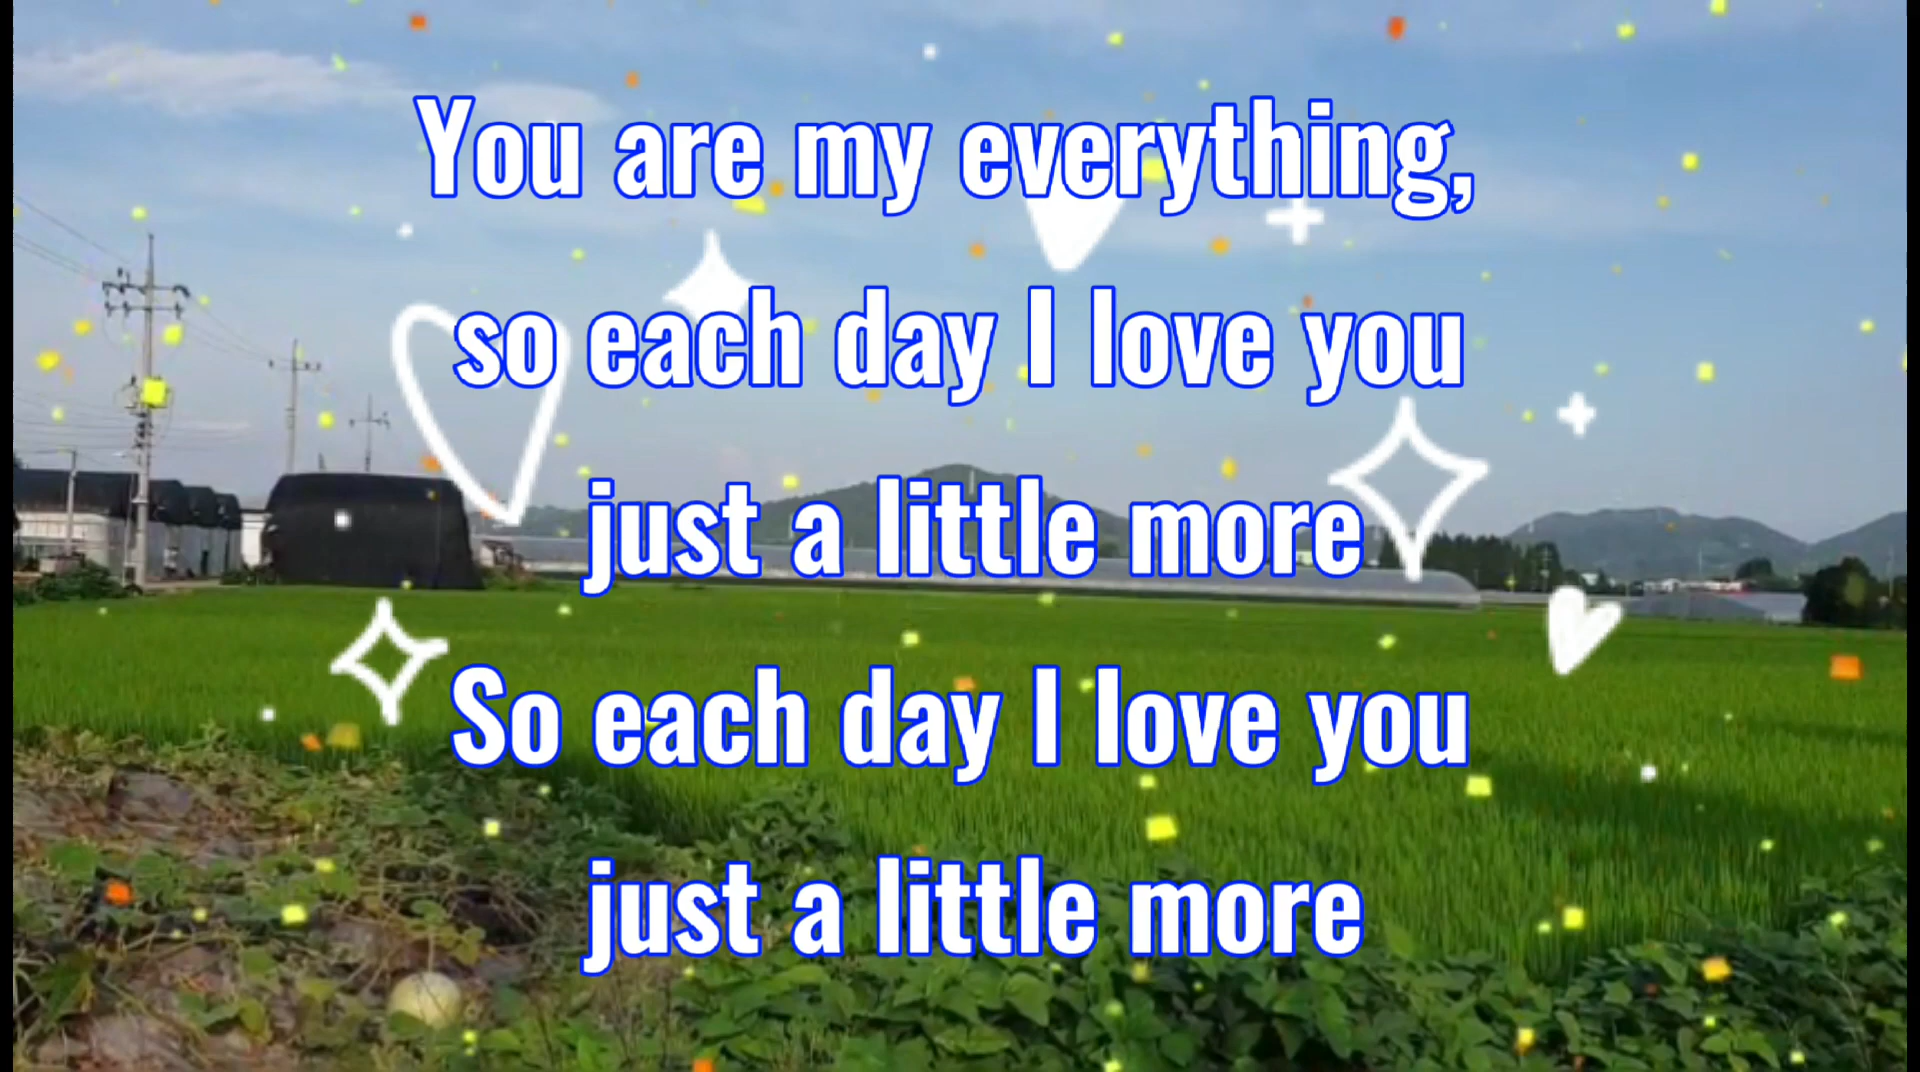 You are my everything,
so each day I love you
just a little more
So each day I love you
just a little more